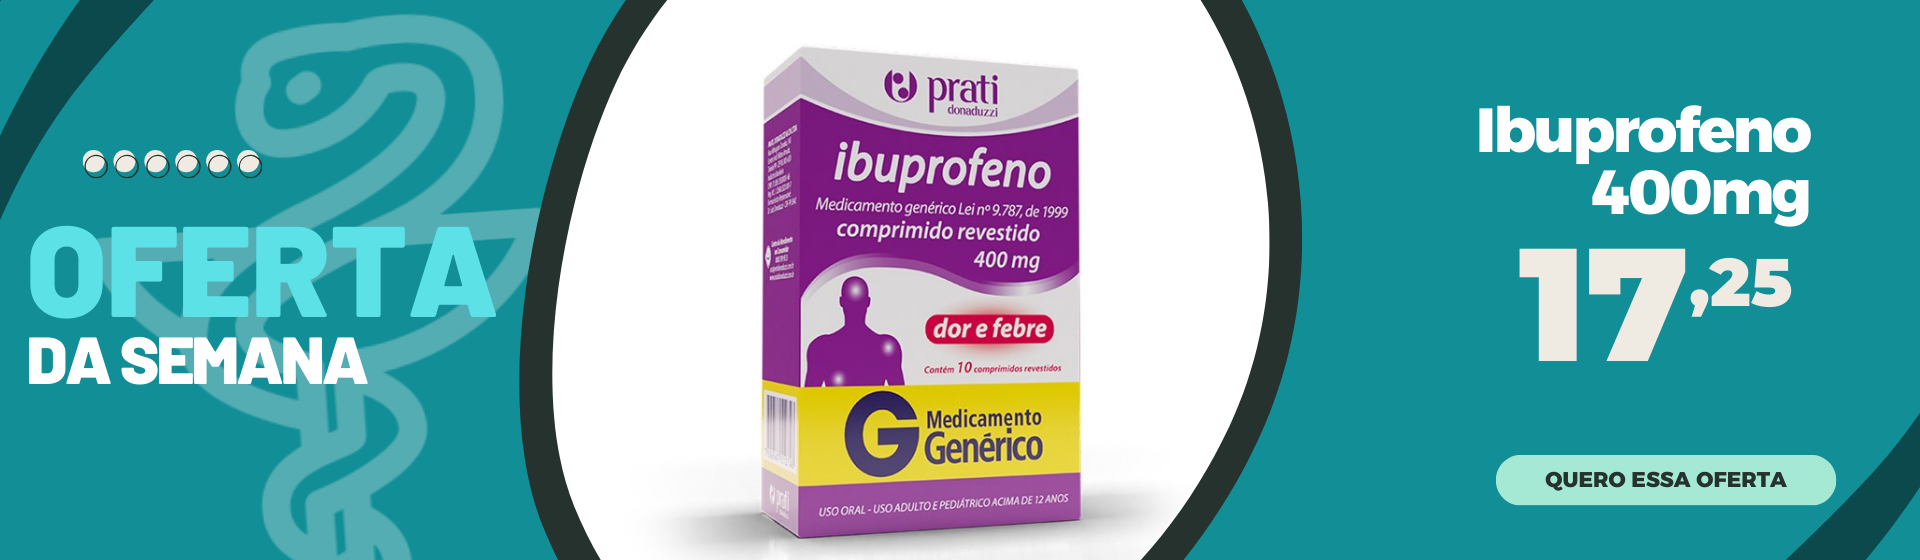 OFERTA
DA SEMANA
prati
donaduzzi
ibuprofeno
Medicamento genérico Lei nº 9.787, de 1999
comprimido revestido
400 mg
dor e febre
Contém 10 comprimidos revestidos
G Medicamento
Genérico
USO ORAL - USO ADULTO E PEDIÁTRICO ACIMA DE 12 ANOS
prati
donaduzzi
Ibuprofeno
400mg
17,25
QUERO ESSA OFERTA